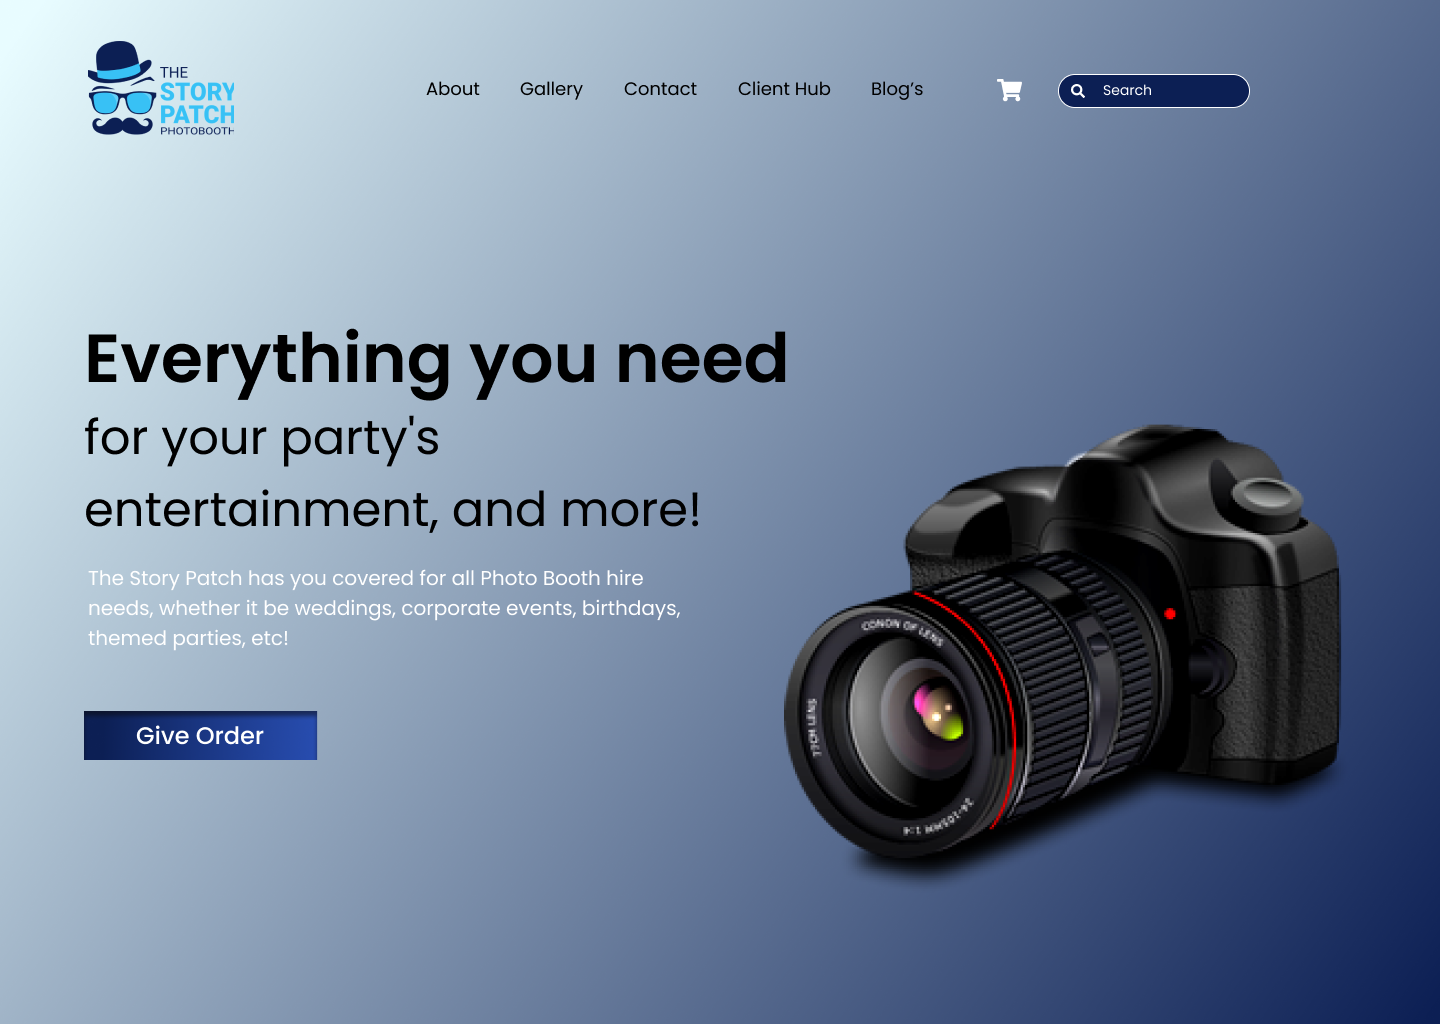 THE
STORY
PATCH
PHOTOBOOTH
About Gallery Contact Client Hub Blog‘s
Search
Everything you need
for your party's
entertainment, and more!
The Story Patch has you covered for all Photo Booth hire
needs, whether it be weddings, corporate events, birthdays,
themed parties, etc!
Give Order
CONON OF LENS
77CH LENS
24-105MM 1:4